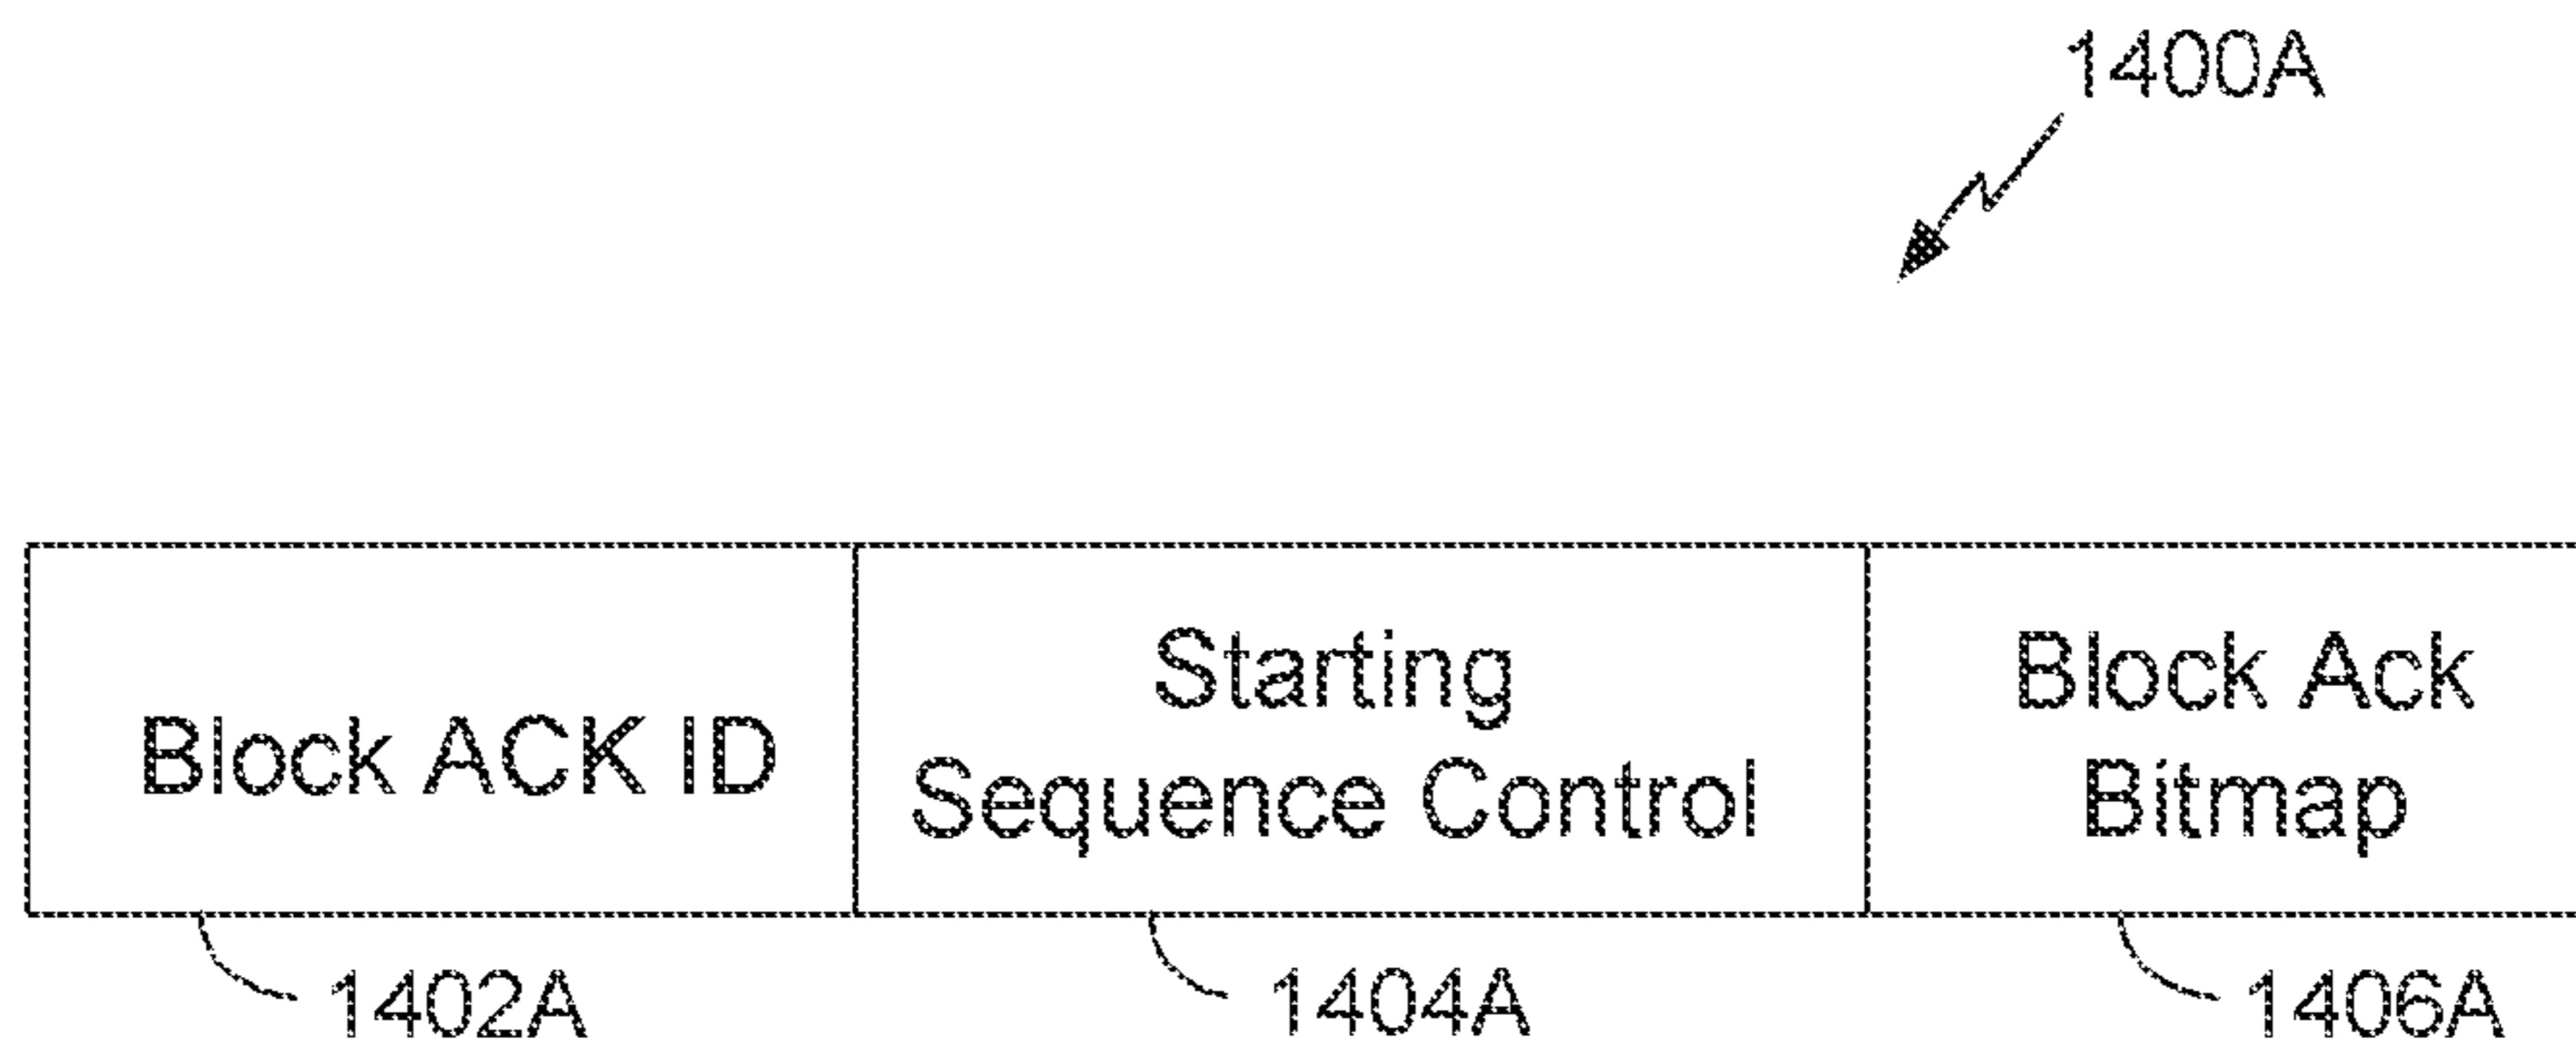 1400A
Block ACK ID
Starting
Sequence Control
Block Ack
Bitmap
1402A
1404A
1406A